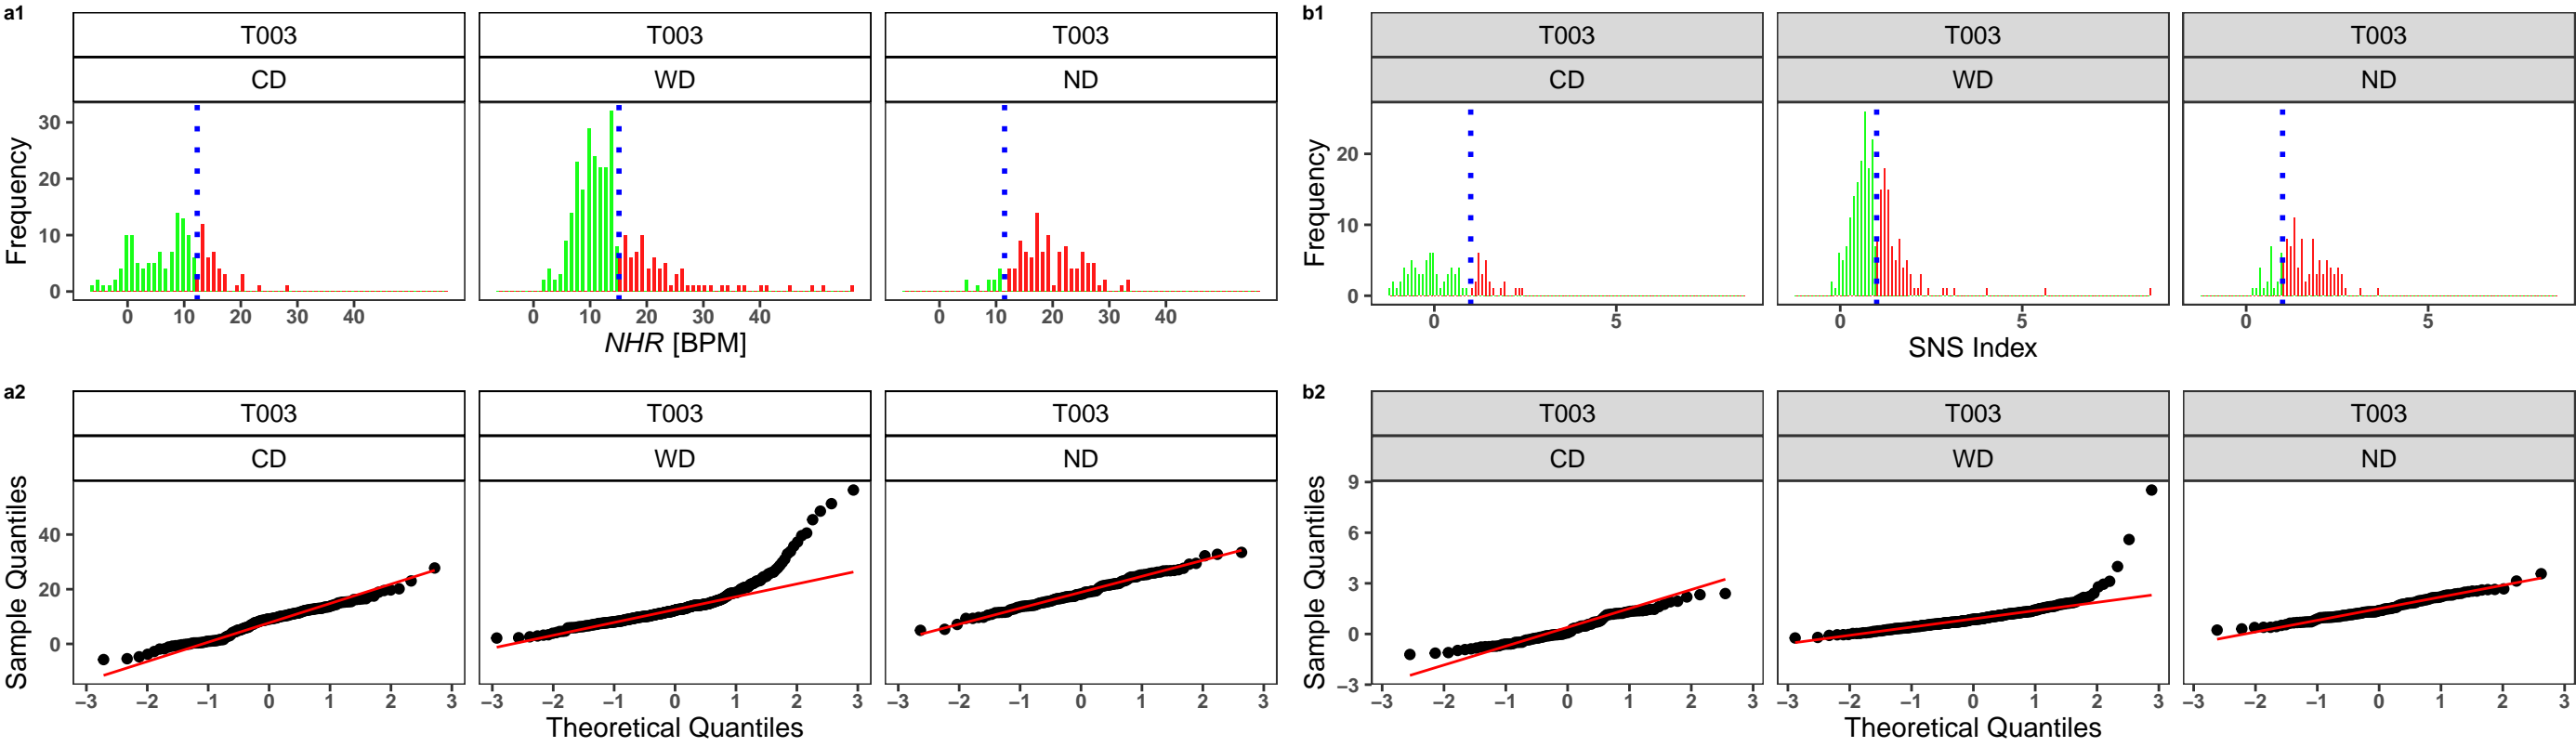 a1
T003 T003 T003
CD WD ND
Frequency
30
20
10
0
0 10 20 30 40 0 10 20 30 40 0 10 20 30 40
NHR [BPM]
b1
T003 T003 T003
CD WD ND
Frequency
20
10
0
0 5 0 5 0 5
SNS Index
a2
T003 T003 T003
CD WD ND
Sample Quantiles
40
20
0
−3 −2 −1 0 1 2 3 −3 −2 −1 0 1 2 3 −3 −2 −1 0 1 2 3
Theoretical Quantiles
b2
T003 T003 T003
CD WD ND
Sample Quantiles
9
6
3
0
−3
−3 −2 −1 0 1 2 3 −3 −2 −1 0 1 2 3 −3 −2 −1 0 1 2 3
Theoretical Quantiles